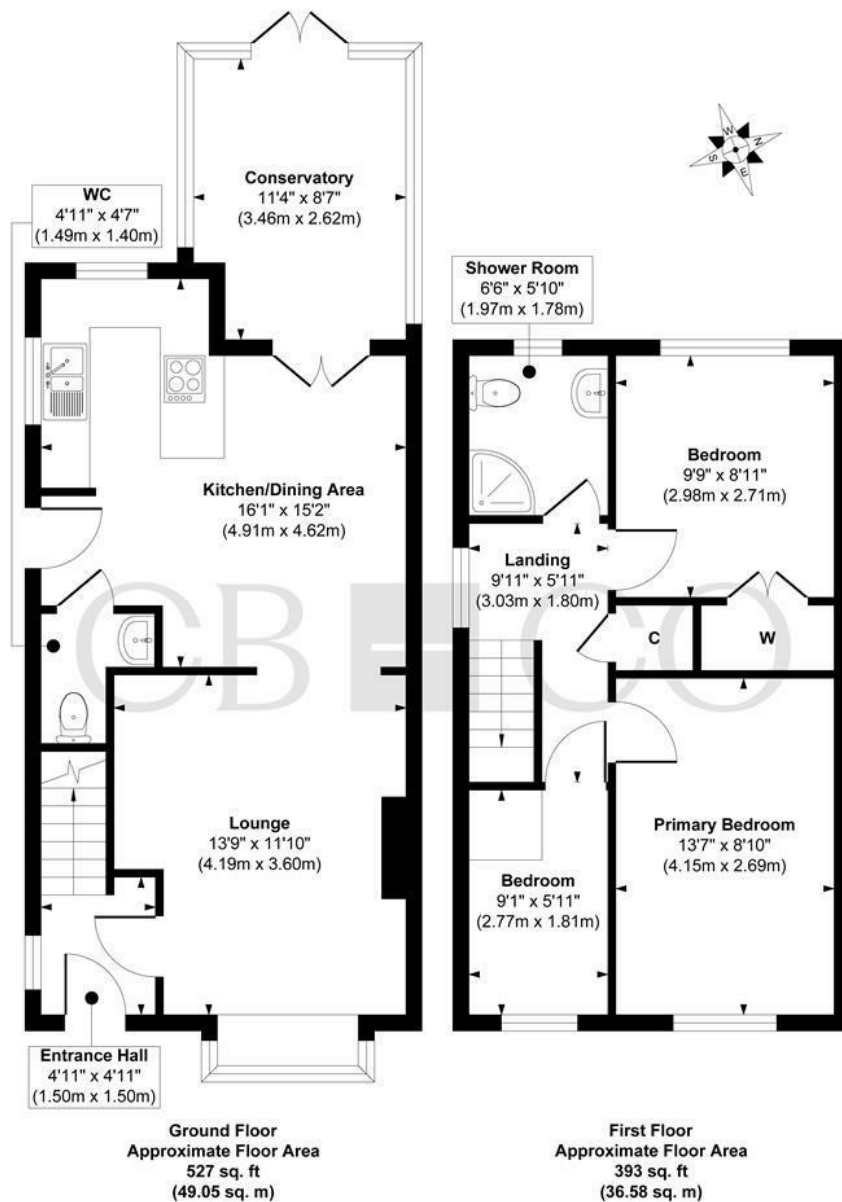 Conservatory
11'4" x 8'7"
(3.46m x 2.62m)
WC
4'11" x 4'7"
(1.49m x 1.40m)
Kitchen/Dining Area
16'1" x 15'2"
(4.91m x 4.62m)
Lounge
13'9" x 11'10"
(4.19m x 3.60m)
Entrance Hall
4'11" x 4'11"
(1.50m x 1.50m)
Ground Floor
Approximate Floor Area
527 sq. ft
(49.05 sq. m)
W
N
S
E
Shower Room
6'6" x 5'10"
(1.97m x 1.78m)
Bedroom
9'9" x 8'11"
(2.98m x 2.71m)
Landing
9'11" x 5'11"
(3.03m x 1.80m)
C
W
Primary Bedroom
13'7" x 8'10"
(4.15m x 2.69m)
Bedroom
9'1" x 5'11"
(2.77m x 1.81m)
First Floor
Approximate Floor Area
393 sq. ft
(36.58 sq. m)
CBHCO